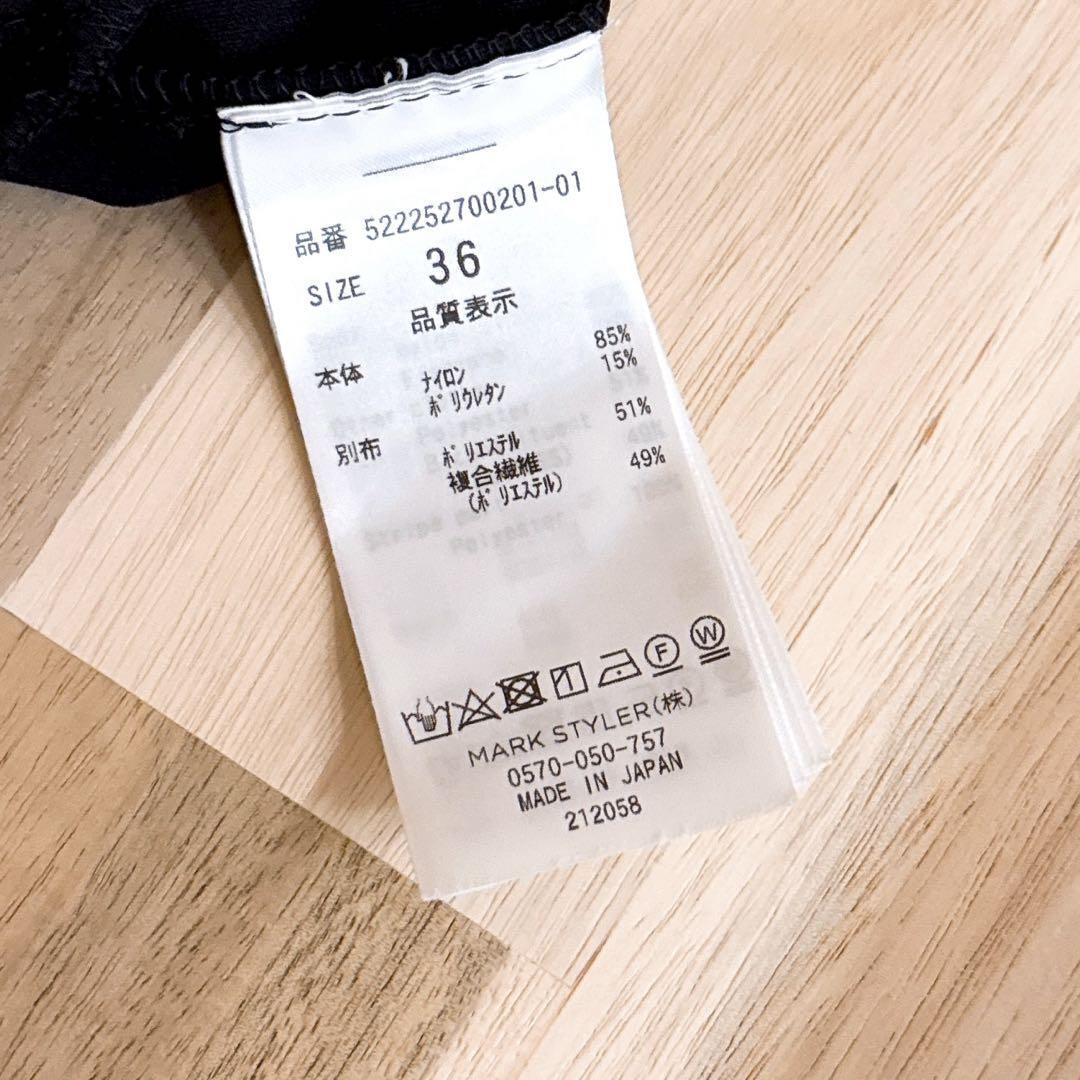 品番 522252700201-01
SIZE 36
品質表示
本体 ナイロン 85%
ポリウレタン 15%
別布 ポリエステル 51%
複合繊維 49%
(ポリエステル)
F W
MARK STYLER(株)
0570-050-757
MADE IN JAPAN
212058